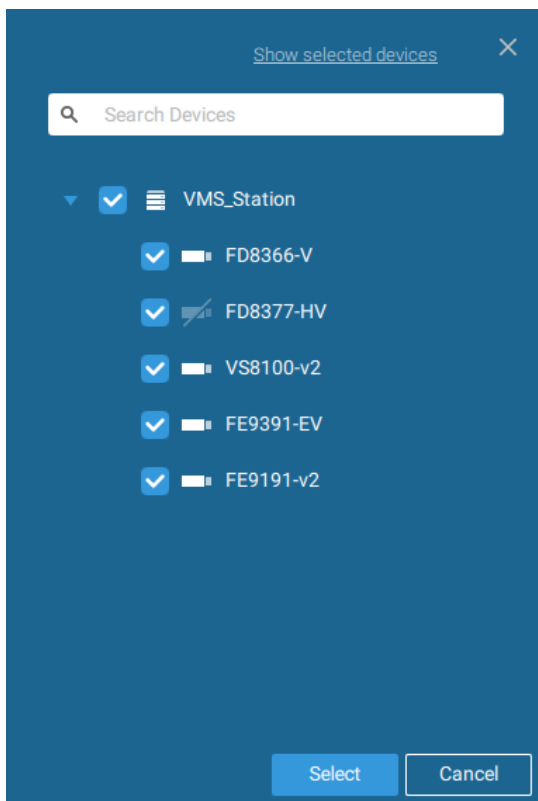 Show selected devices
Search Devices
VMS_Station
FD8366-V
FD8377-HV
VS8100-v2
FE9391-EV
FE9191-v2
Select Cancel